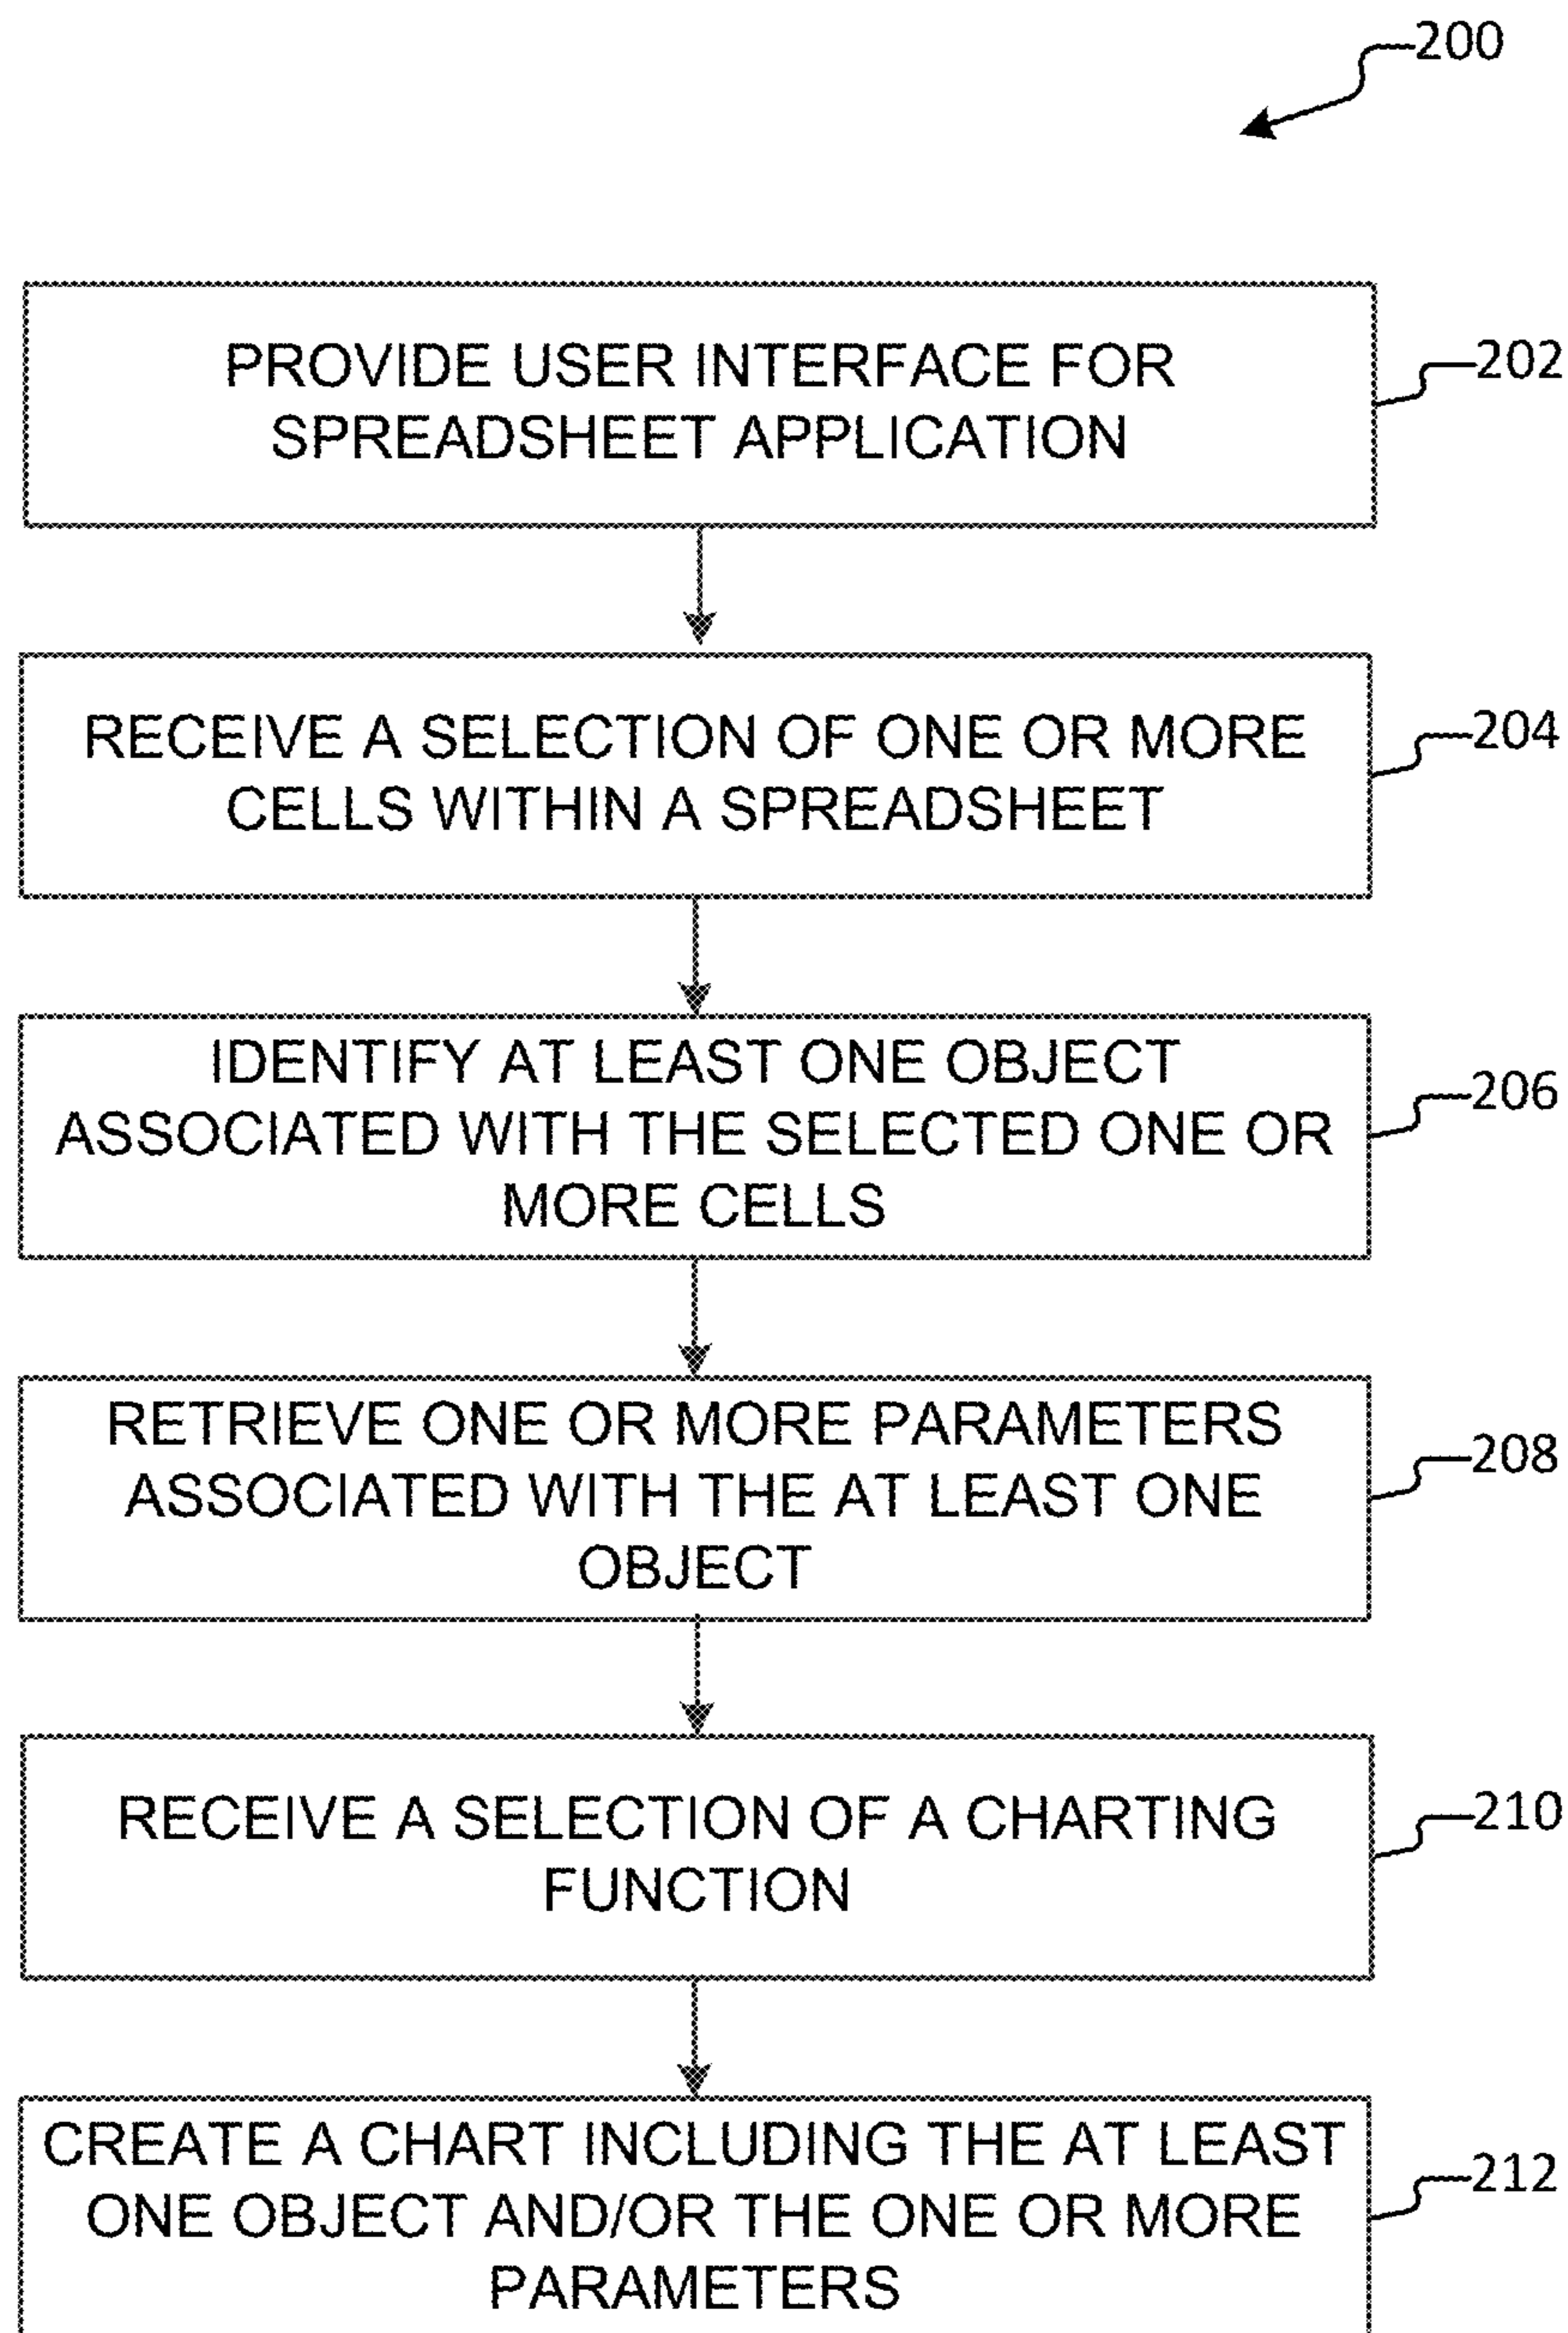 200
PROVIDE USER INTERFACE FOR
SPREADSHEET APPLICATION
202
RECEIVE A SELECTION OF ONE OR MORE
CELLS WITHIN A SPREADSHEET
204
IDENTIFY AT LEAST ONE OBJECT
ASSOCIATED WITH THE SELECTED ONE OR
MORE CELLS
206
RETRIEVE ONE OR MORE PARAMETERS
ASSOCIATED WITH THE AT LEAST ONE
OBJECT
208
RECEIVE A SELECTION OF A CHARTING
FUNCTION
210
CREATE A CHART INCLUDING THE AT LEAST
ONE OBJECT AND/OR THE ONE OR MORE
PARAMETERS
212